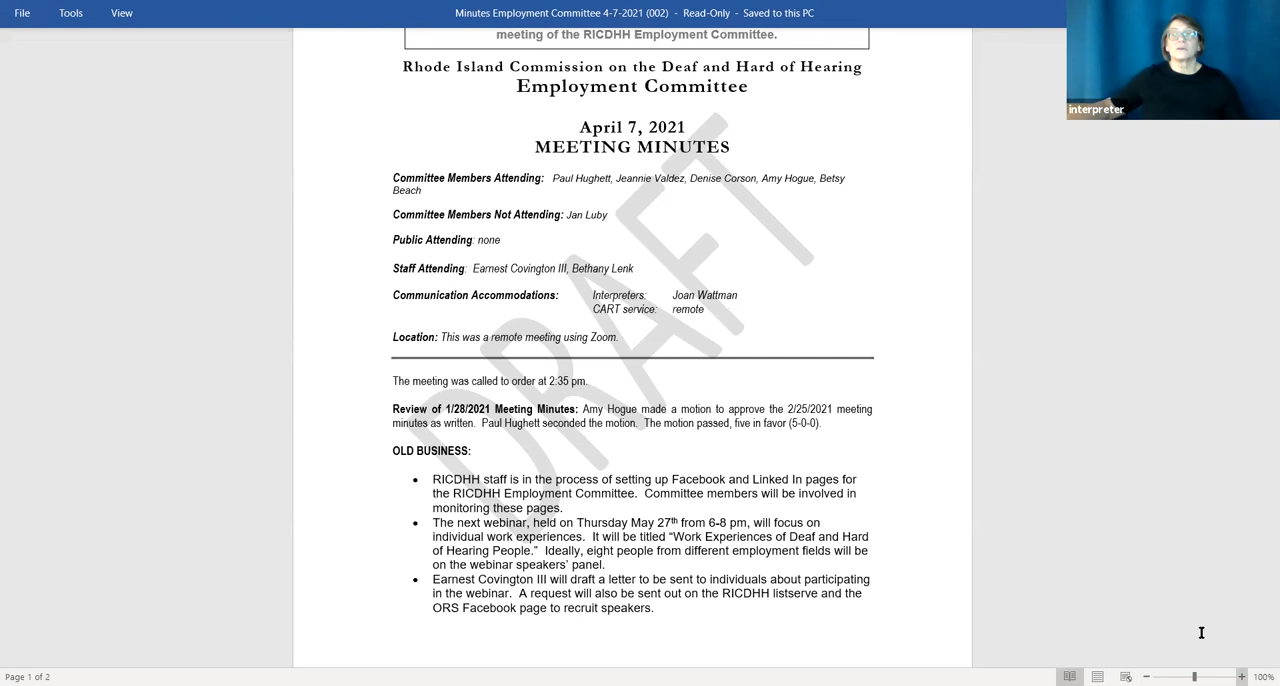 File Tools View Minutes Employment Committee 4-7-2021 (002) - Read-Only - Saved to this PC
meeting of the RICDHH Employment Committee.
Rhode Island Commission on the Deaf and Hard of Hearing
Employment Committee
April 7, 2021
MEETING MINUTES
Committee Members Attending: Paul Hughett, Jeannie Valdez, Denise Corson, Amy Hogue, Betsy
Beach
Committee Members Not Attending: Jan Luby
Public Attending: none
Staff Attending: Earnest Covington III, Bethany Lenk
Communication Accommodations: Interpreters: Joan Wattman
CART service: remote
Location: This was a remote meeting using Zoom.
The meeting was called to order at 2:35 pm.
Review of 1/28/2021 Meeting Minutes: Amy Hogue made a motion to approve the 2/25/2021 meeting
minutes as written. Paul Hughett seconded the motion. The motion passed, five in favor (5-0-0).
OLD BUSINESS:
• RICDHH staff is in the process of setting up Facebook and Linked In pages for
the RICDHH Employment Committee. Committee members will be involved in
monitoring these pages.
• The next webinar, held on Thursday May 27th from 6-8 pm, will focus on
individual work experiences. It will be titled “Work Experiences of Deaf and Hard
of Hearing People.” Ideally, eight people from different employment fields will be
on the webinar speakers’ panel.
• Earnest Covington III will draft a letter to be sent to individuals about participating
in the webinar. A request will also be sent out on the RICDHH listserve and the
ORS Facebook page to recruit speakers.
DRAFT
interpreter
Page 1 of 2
100%